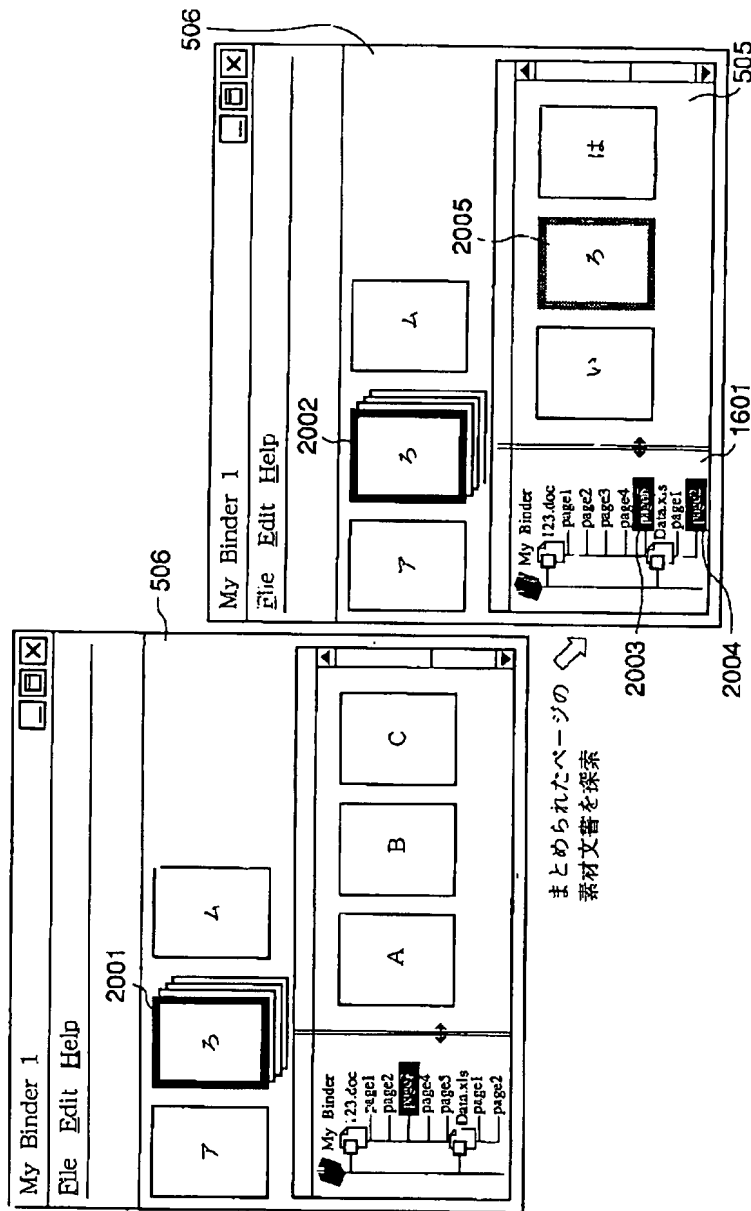 My Binder 1
File Edit Help
506
2001
ア
ろ
ム
My Binder
123.doc
page1
page2
page4
page5
Data.xls
page1
page2
A
B
C
まとめられたページの
素材文書を探索
My Binder 1
File Edit Help
506
2002
ア
ろ
ム
My Binder
123.doc
page1
page2
page3
page4
Data.xls
page1
2003
2004
1601
2005
い
ろ
は
505